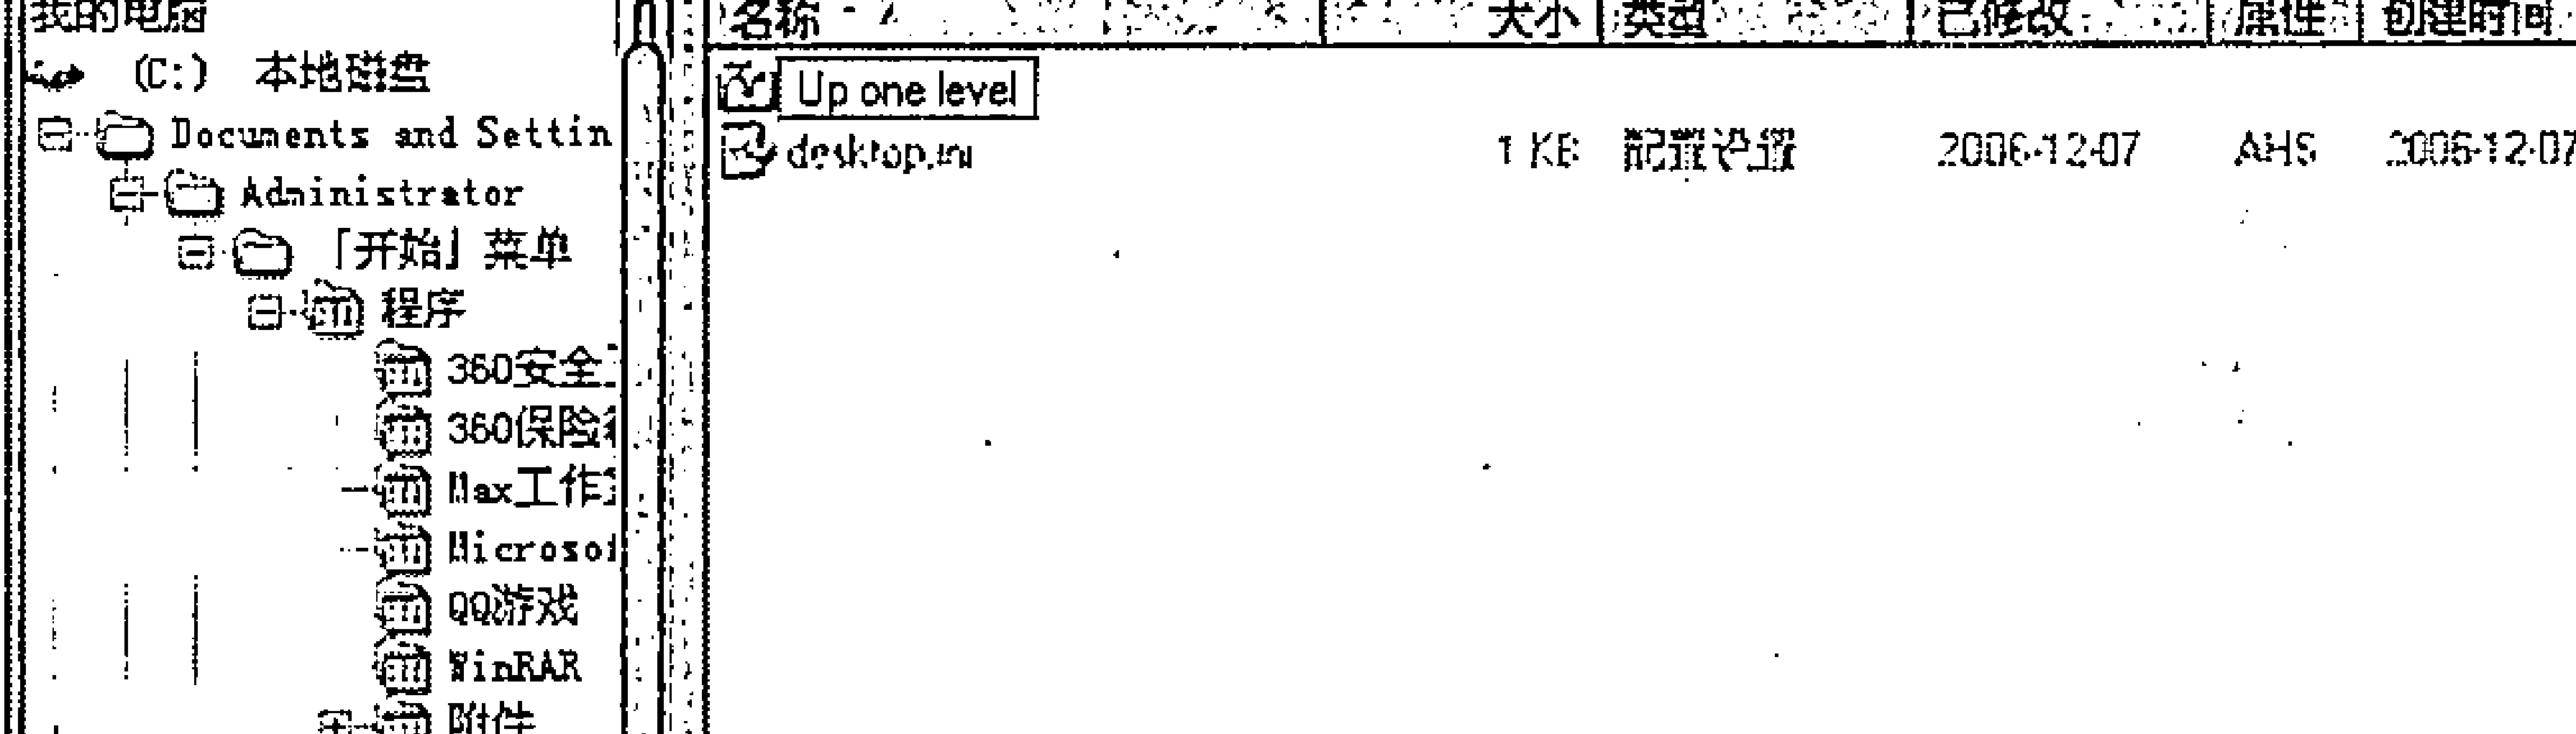 我的电脑
(C:) 本地磁盘
Documents and Settin
Administrator
「开始」菜单
程序
360安全
360保险
Max工作
Microsof
QQ游戏
WinRAR
附件
名称 大小 类型 已修改 属性 创建时间
Up one level
desktop.ini 1 KB 配置设置 2006-12-07 AHS 2006-12-07